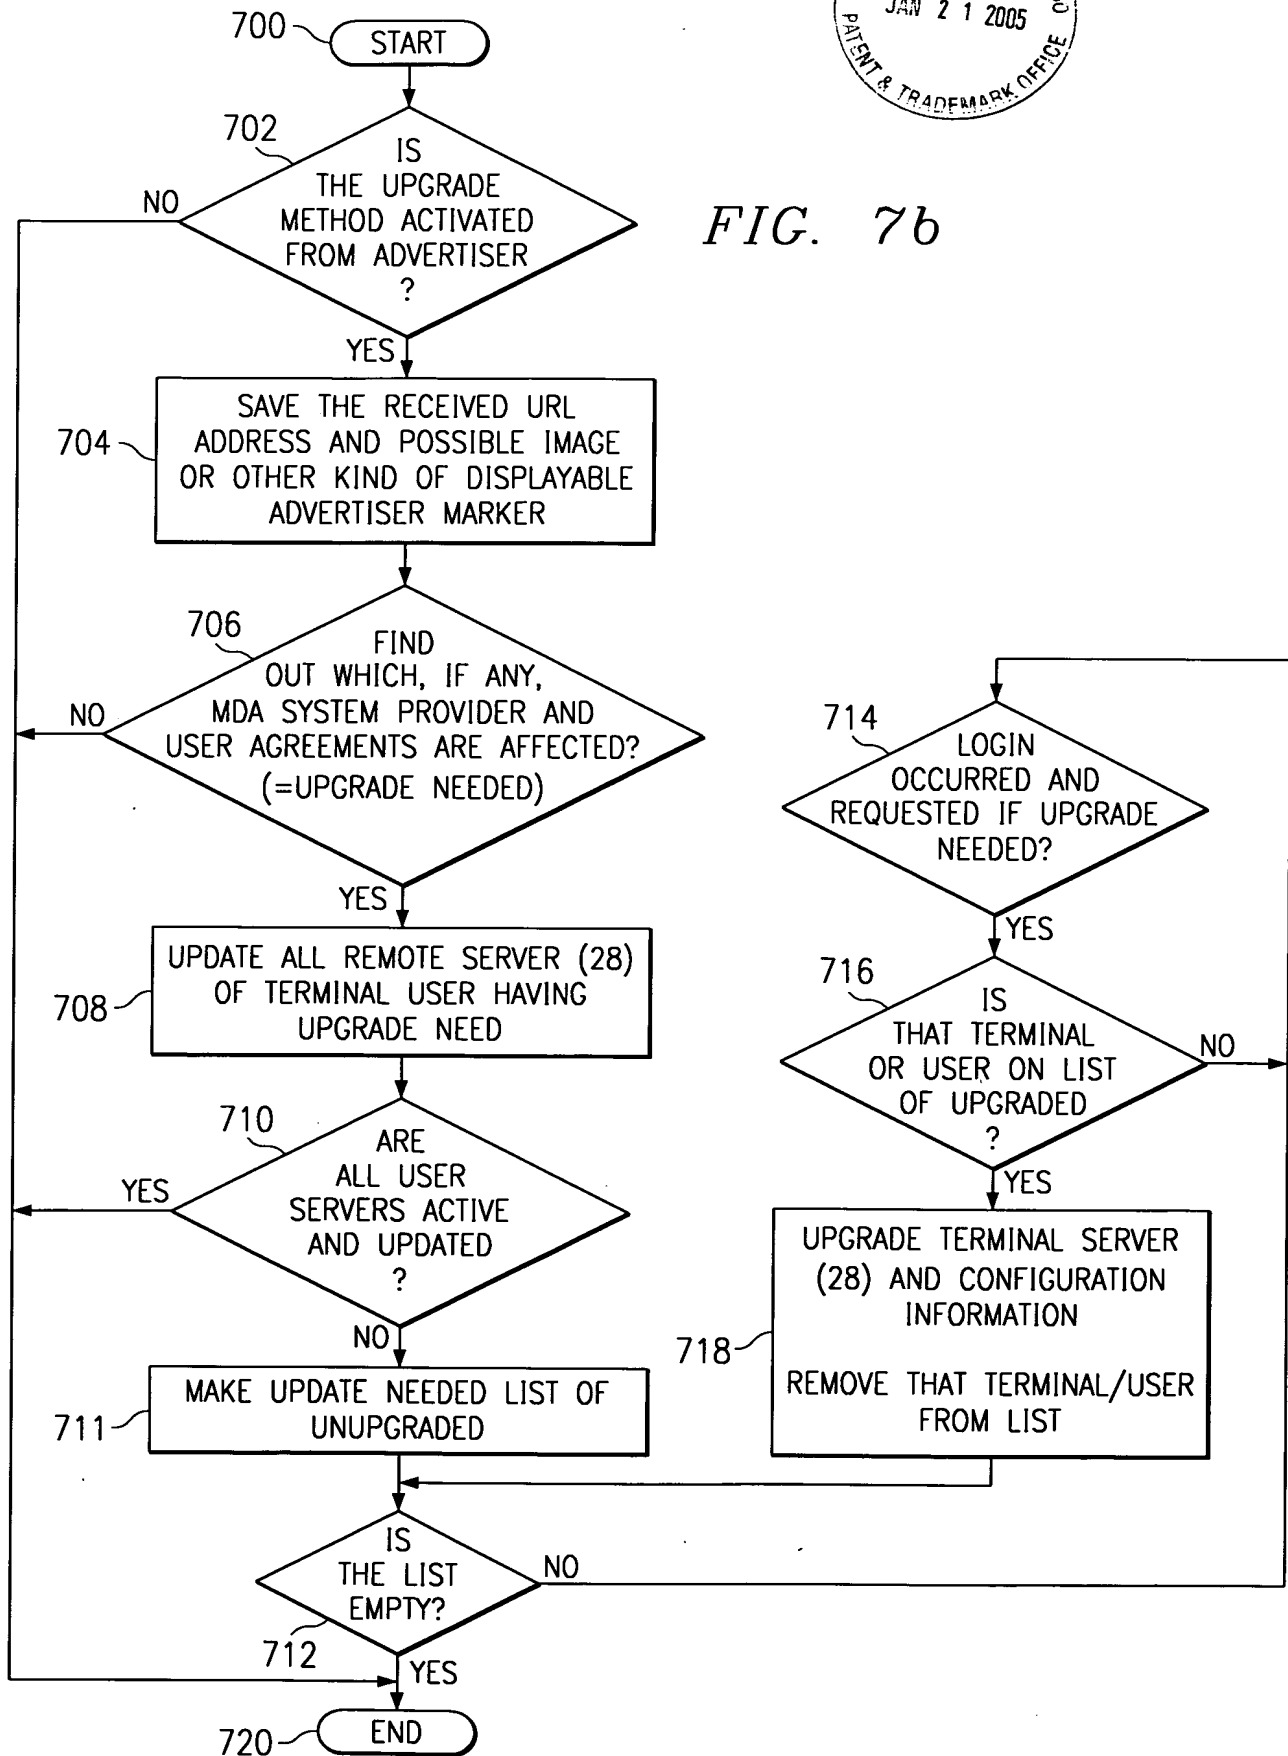 700
START
JAN 2 1 2005
PATENT & TRADEMARK OFFICE
702
IS
THE UPGRADE
METHOD ACTIVATED
FROM ADVERTISER
?
NO
YES
FIG. 7b
704
SAVE THE RECEIVED URL
ADDRESS AND POSSIBLE IMAGE
OR OTHER KIND OF DISPLAYABLE
ADVERTISER MARKER
706
FIND
OUT WHICH, IF ANY,
MDA SYSTEM PROVIDER AND
USER AGREEMENTS ARE AFFECTED?
(=UPGRADE NEEDED)
NO
YES
708
UPDATE ALL REMOTE SERVER (28)
OF TERMINAL USER HAVING
UPGRADE NEED
710
ARE
ALL USER
SERVERS ACTIVE
AND UPDATED
?
YES
NO
711
MAKE UPDATE NEEDED LIST OF
UNUPGRADED
IS
THE LIST
EMPTY?
712
NO
YES
714
LOGIN
OCCURRED AND
REQUESTED IF UPGRADE
NEEDED?
YES
716
IS
THAT TERMINAL
OR USER ON LIST
OF UPGRADED
?
NO
YES
718
UPGRADE TERMINAL SERVER
(28) AND CONFIGURATION
INFORMATION
REMOVE THAT TERMINAL/USER
FROM LIST
720
END